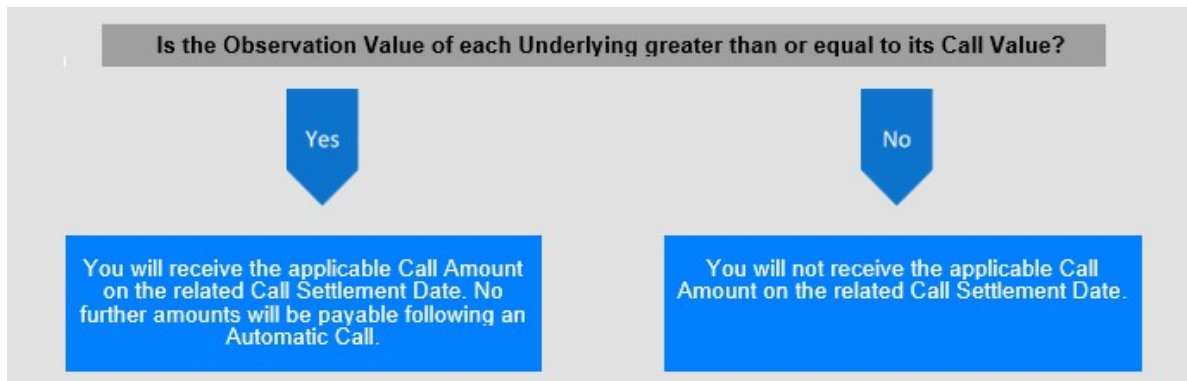 Is the Observation Value of each Underlying greater than or equal to its Call Value?
Yes
No
You will receive the applicable Call Amount
on the related Call Settlement Date. No
further amounts will be payable following an
Automatic Call.
You will not receive the applicable Call
Amount on the related Call Settlement Date.